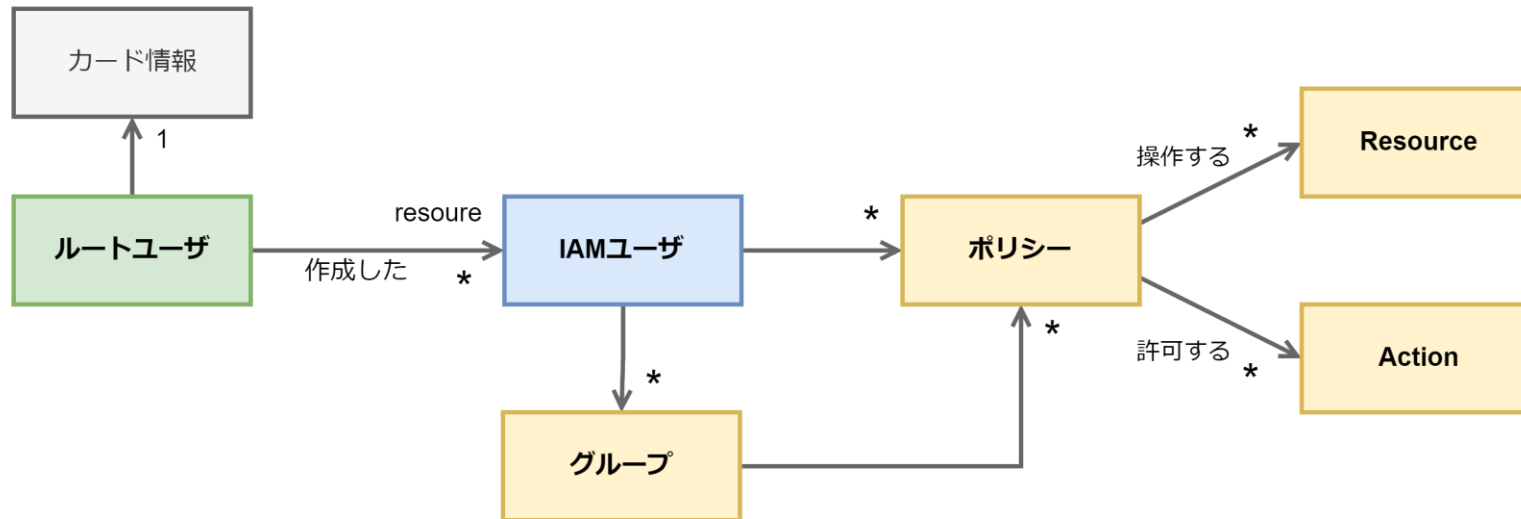 カード情報
1
ルートユーザ
作成した
resoure
*
IAMユーザ
*
グループ
*
ポリシー
*
操作する
*
Resource
許可する
*
Action